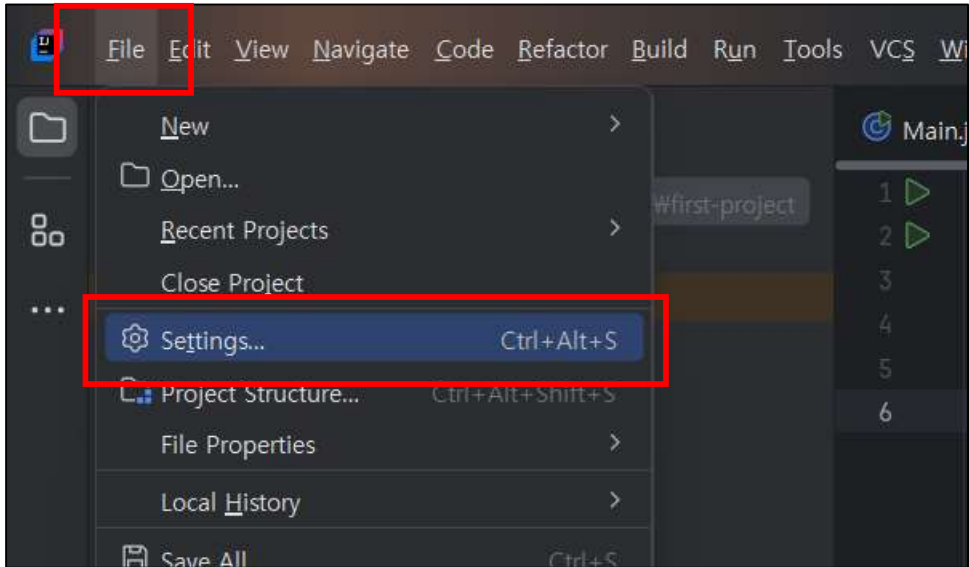 IJ
File Edit View Navigate Code Refactor Build Run Tools VCS Wi
New
Main.j
Open...
₩first-project
1
Recent Projects
2
Close Project
3
Settings... Ctrl+Alt+S
4
Project Structure... Ctrl+Alt+Shift+S
5
6
File Properties
Local History
Save All Ctrl+S